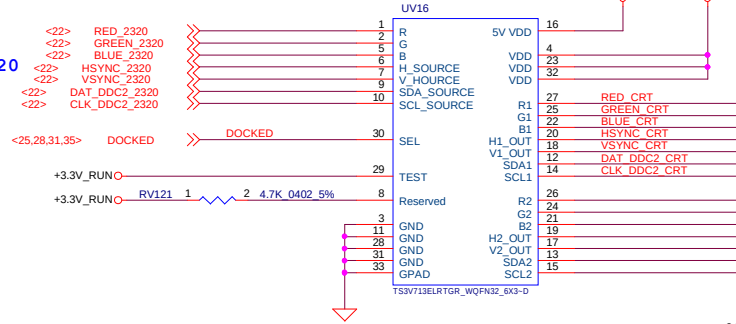 UV16
<22> RED_2320 1 R 5V VDD 16
<22> GREEN_2320 2 G
<22> BLUE_2320 5 B VDD 4
20 <22> HSYNC_2320 6 H_SOURCE VDD 23
<22> VSYNC_2320 7 V_HOURCE VDD 32
<22> DAT_DDC2_2320 9 SDA_SOURCE
<22> CLK_DDC2_2320 10 SCL_SOURCE R1 27 RED_CRT
G1 25 GREEN_CRT
B1 22 BLUE_CRT
<25,28,31,35> DOCKED DOCKED 30 SEL H1_OUT 20 HSYNC_CRT
V1_OUT 18 VSYNC_CRT
SDA1 12 DAT_DDC2_CRT
+3.3V_RUN 29 TEST SCL1 14 CLK_DDC2_CRT
+3.3V_RUN RV121 1 2 4.7K_0402_5% 8 Reserved R2 26
G2 24
3 GND B2 21
11 GND H2_OUT 19
28 GND V2_OUT 17
31 GND SDA2 13
33 GPAD SCL2 15
TS3V713ELRTGR_WQFN32_6X3~D